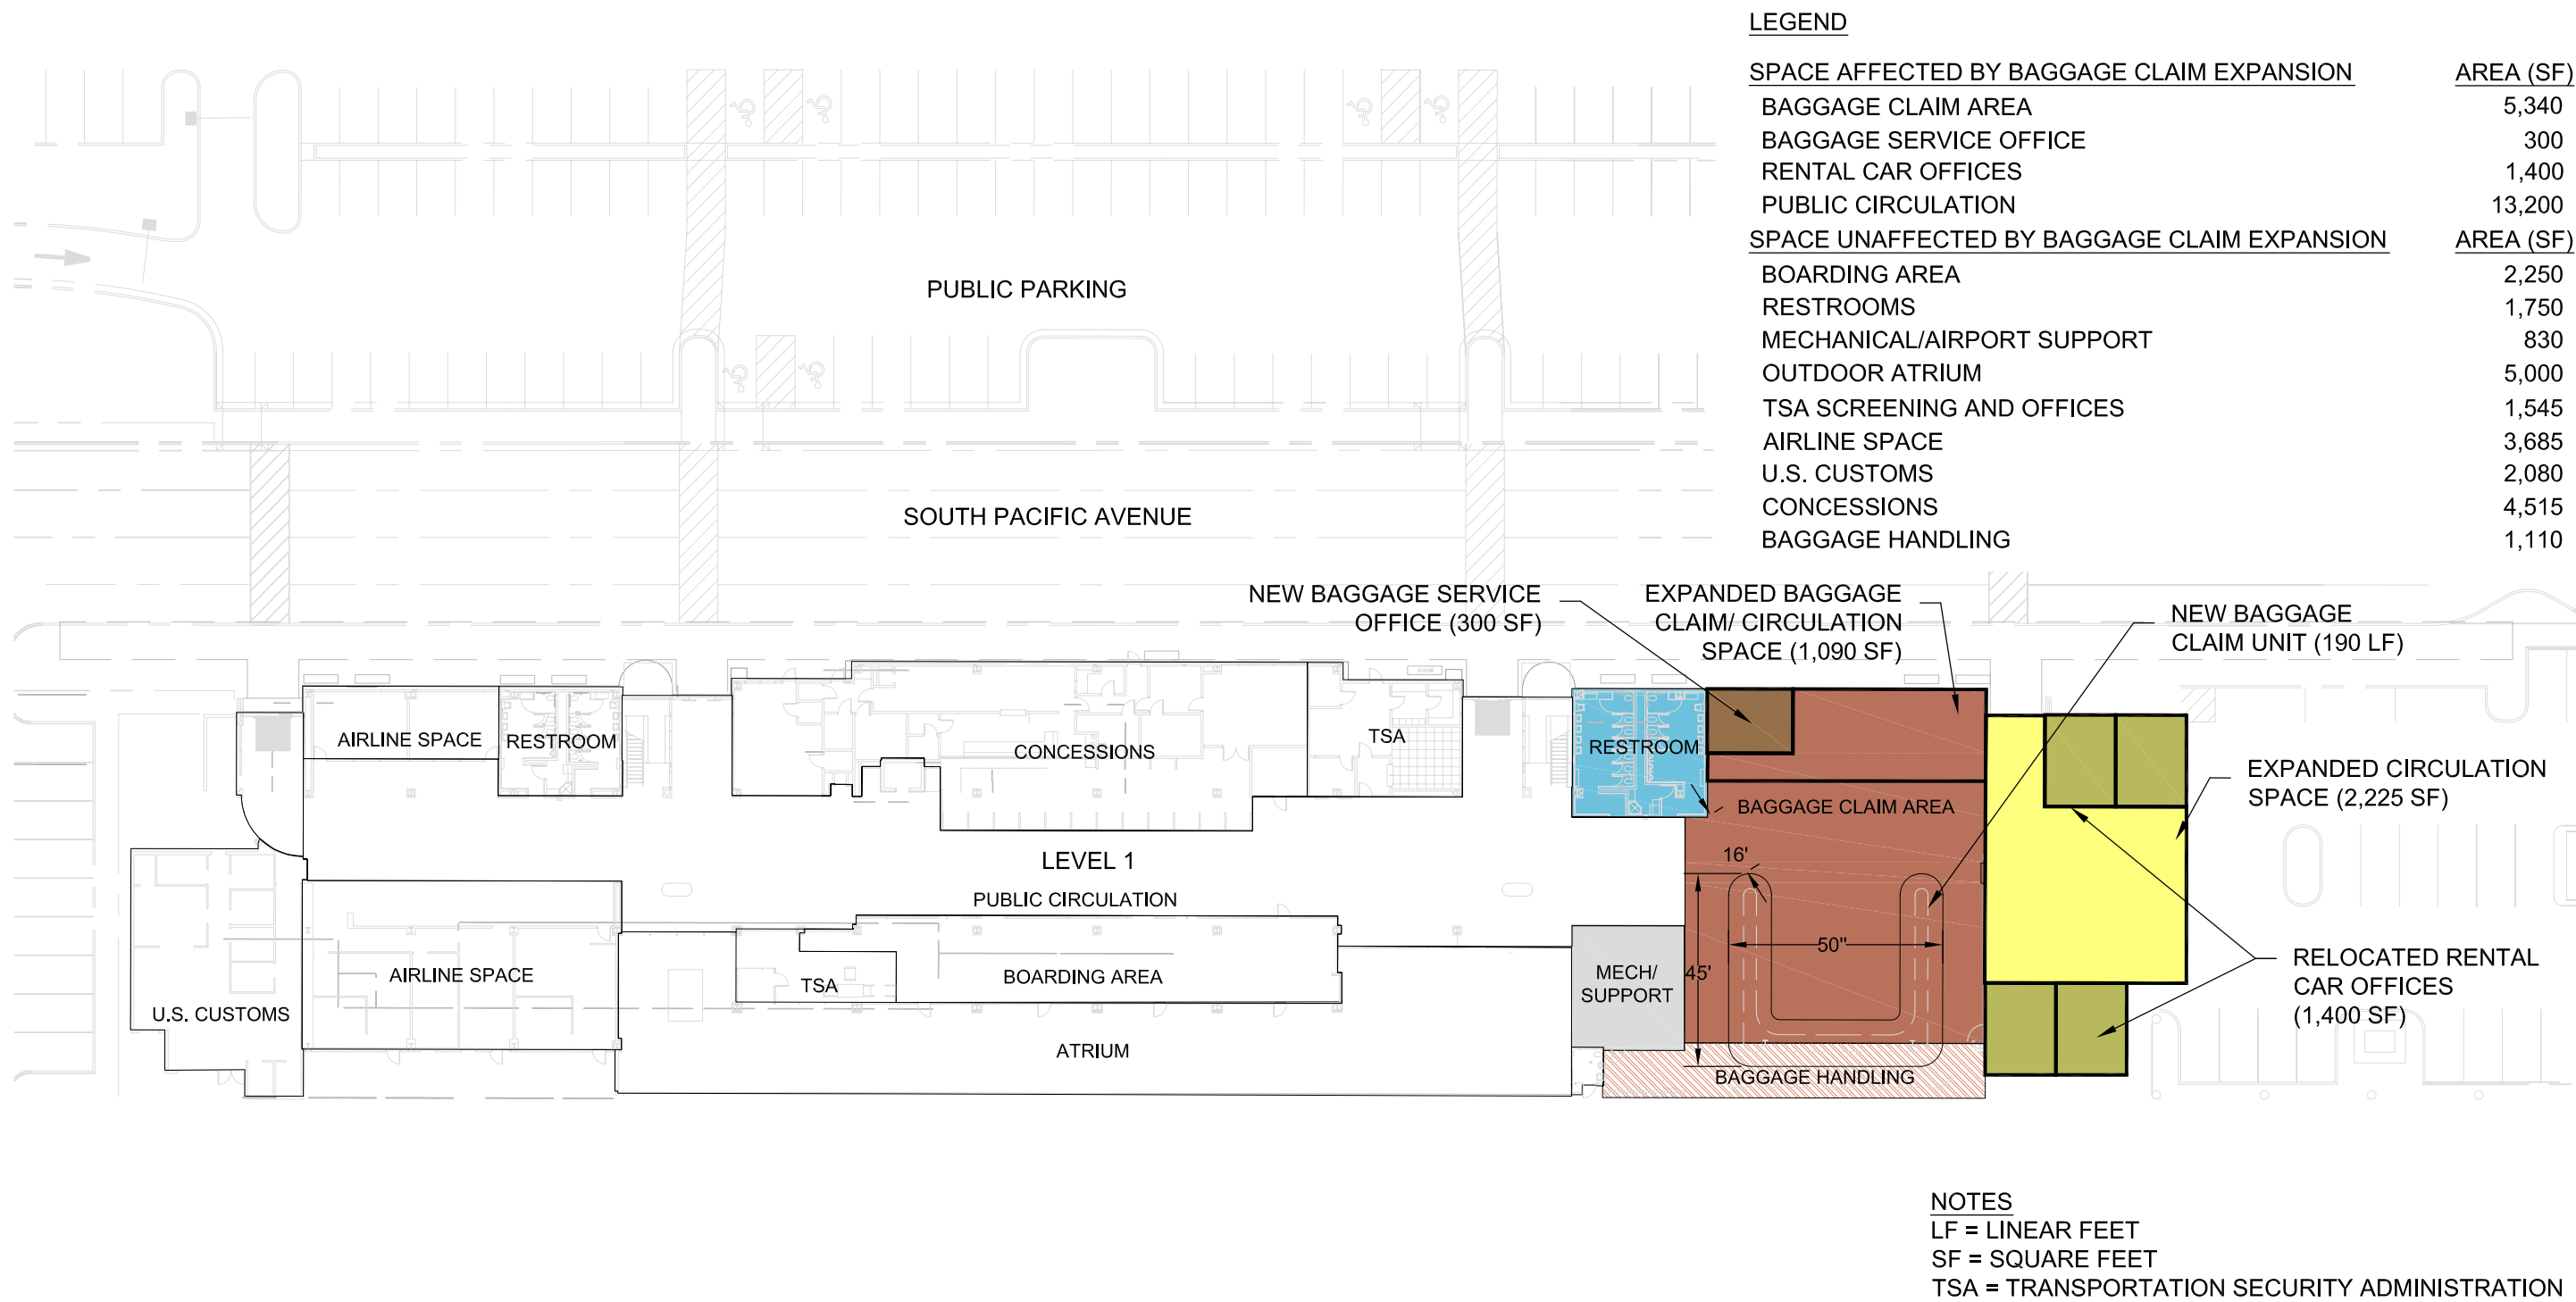 LEGEND
SPACE AFFECTED BY BAGGAGE CLAIM EXPANSION AREA (SF)
BAGGAGE CLAIM AREA 5,340
BAGGAGE SERVICE OFFICE 300
RENTAL CAR OFFICES 1,400
PUBLIC CIRCULATION 13,200
SPACE UNAFFECTED BY BAGGAGE CLAIM EXPANSION AREA (SF)
BOARDING AREA 2,250
RESTROOMS 1,750
MECHANICAL/AIRPORT SUPPORT 830
OUTDOOR ATRIUM 5,000
TSA SCREENING AND OFFICES 1,545
AIRLINE SPACE 3,685
U.S. CUSTOMS 2,080
CONCESSIONS 4,515
BAGGAGE HANDLING 1,110
PUBLIC PARKING
SOUTH PACIFIC AVENUE
NEW BAGGAGE SERVICE
OFFICE (300 SF)
EXPANDED BAGGAGE
CLAIM/ CIRCULATION
SPACE (1,090 SF)
NEW BAGGAGE
CLAIM UNIT (190 LF)
AIRLINE SPACE
RESTROOM
CONCESSIONS
TSA
RESTROOM
BAGGAGE CLAIM AREA
EXPANDED CIRCULATION
SPACE (2,225 SF)
LEVEL 1
PUBLIC CIRCULATION
16'
50"
45'
AIRLINE SPACE
TSA
BOARDING AREA
MECH/
SUPPORT
U.S. CUSTOMS
ATRIUM
BAGGAGE HANDLING
RELOCATED RENTAL
CAR OFFICES
(1,400 SF)
NOTES
LF = LINEAR FEET
SF = SQUARE FEET
TSA = TRANSPORTATION SECURITY ADMINISTRATION